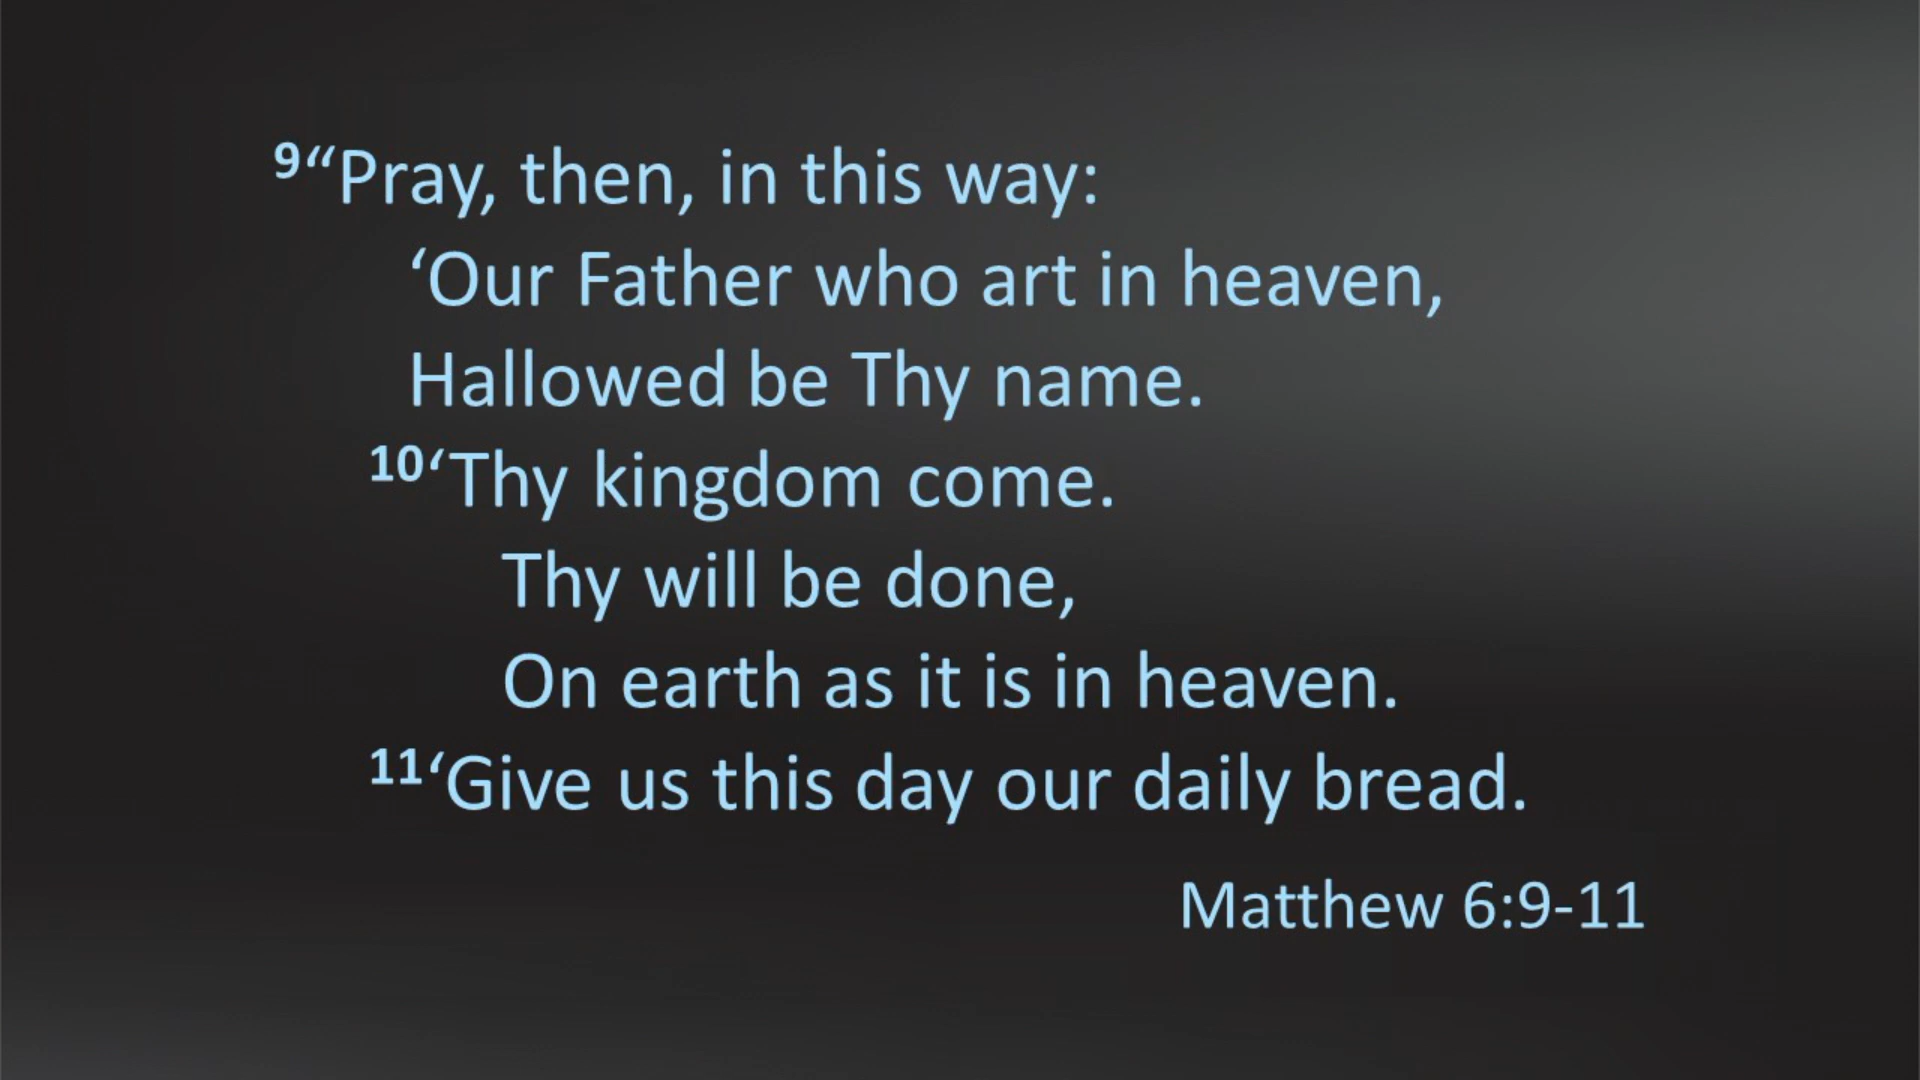 ⁹“Pray, then, in this way:
‘Our Father who art in heaven,
Hallowed be Thy name.
¹⁰‘Thy kingdom come.
Thy will be done,
On earth as it is in heaven.
¹¹‘Give us this day our daily bread.
Matthew 6:9-11